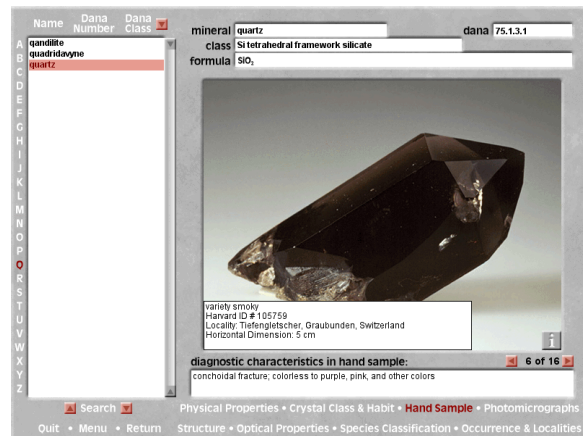 Name Dana Number Dana Class
mineral quartz dana 75.1.3.1
class Si tetrahedral framework silicate
formula SiO₂
A
B
C
D
E
F
G
H
I
J
K
L
M
N
O
P
Q
R
S
T
U
V
W
X
Y
Z
qandilite
quadridavyne
quartz
variety smoky
Harvard ID # 105759
Locality: Tiefengletscher, Graubunden, Switzerland
Horizontal Dimension: 5 cm
i
diagnostic characteristics in hand sample: 6 of 16
conchoidal fracture; colorless to purple, pink, and other colors
Search
Quit • Menu • Return
Physical Properties • Crystal Class & Habit • Hand Sample • Photomicrographs
Structure • Optical Properties • Species Classification • Occurrence & Localities